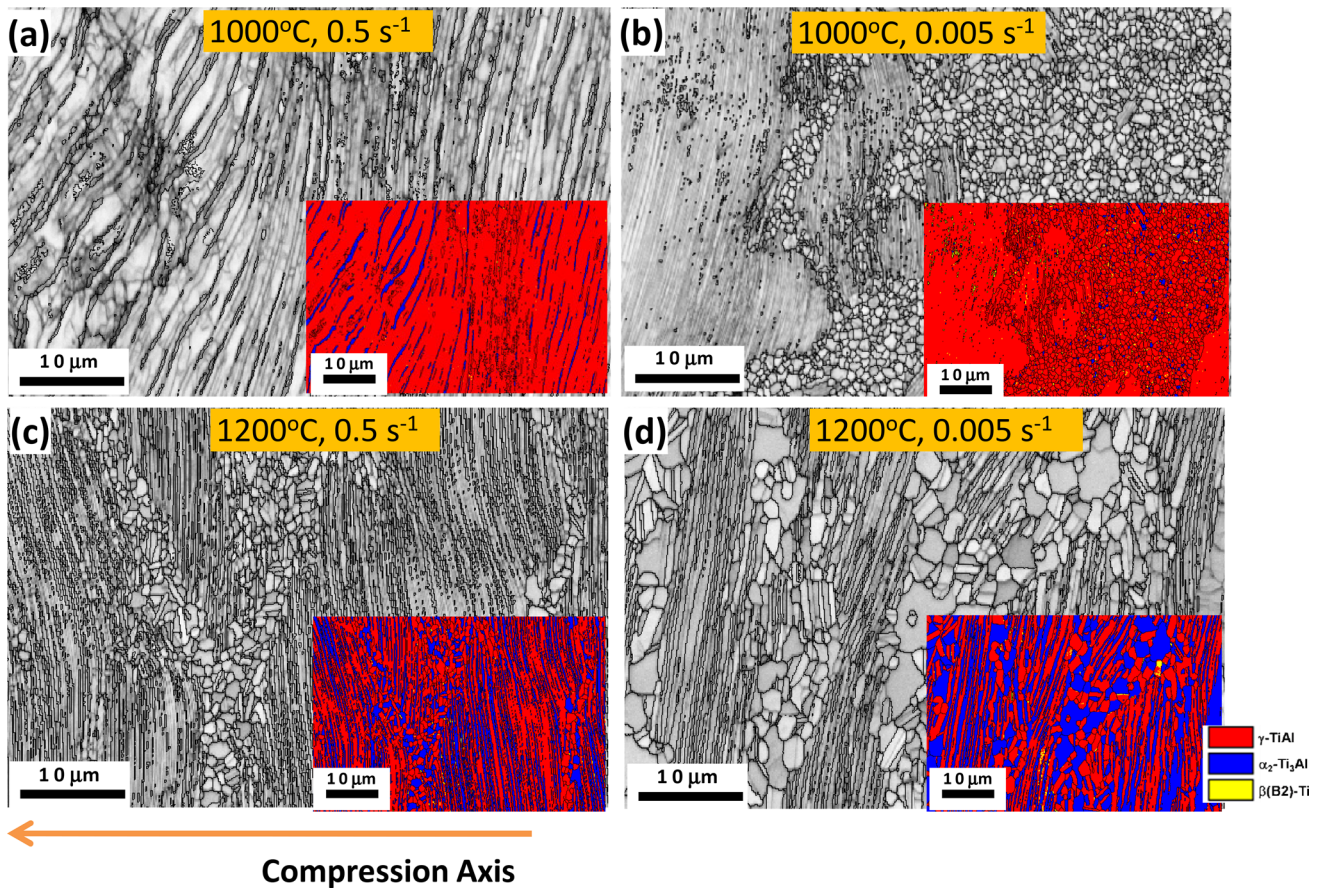 (a)
1000°C, 0.5 s⁻¹
10 µm
10 µm
(b)
1000°C, 0.005 s⁻¹
10 µm
10 µm
(c)
1200°C, 0.5 s⁻¹
10 µm
10 µm
(d)
1200°C, 0.005 s⁻¹
10 µm
10 µm
γ-TiAl
α₂-Ti₃Al
β(B2)-Ti
Compression Axis